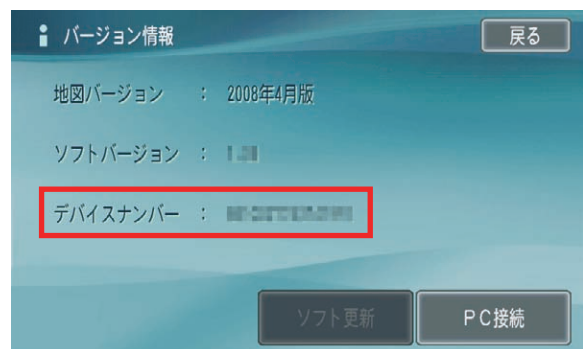 バージョン情報
戻る
地図バージョン : 2008年4月版
ソフトバージョン :
デバイスナンバー :
ソフト更新
PC接続